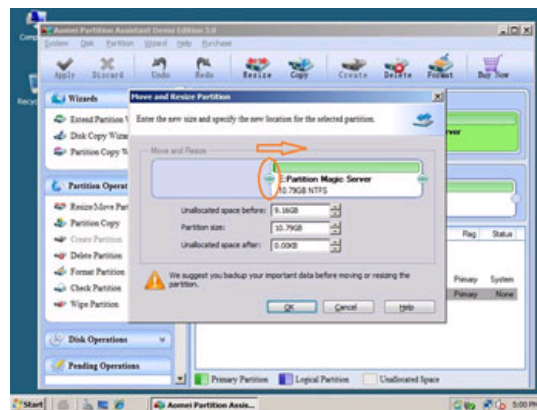 Aomei Partition Assistant Demo Edition 3.0
System Disk Partition Wizard Help Purchase
Apply Discard Undo Redo Resize Copy Create Delete Format Buy Now
Wizards
Extend Partition
Disk Copy
Partition Copy
Partition
Partition Copy
Create Partition
Delete Partition
Format Partition
Check Partition
Wipe Partition
Disk Operations
Pending Operations
Move and Resize Partition
Enter the new size and specify the new location for the selected partition.
Move and Resize
Partition Magic Server
10.79GB NTFS
Unallocated space before: 9.16GB
Partition size: 10.79GB
Unallocated space after: 0.00KB
We suggest you backup your important data before moving or resizing the
partition.
OK Cancel Help
Flag Status
Primary System
Primary None
Primary Partition Logical Partition Unallocated Space
Start Aomei Partition Assis... 5:00 PM